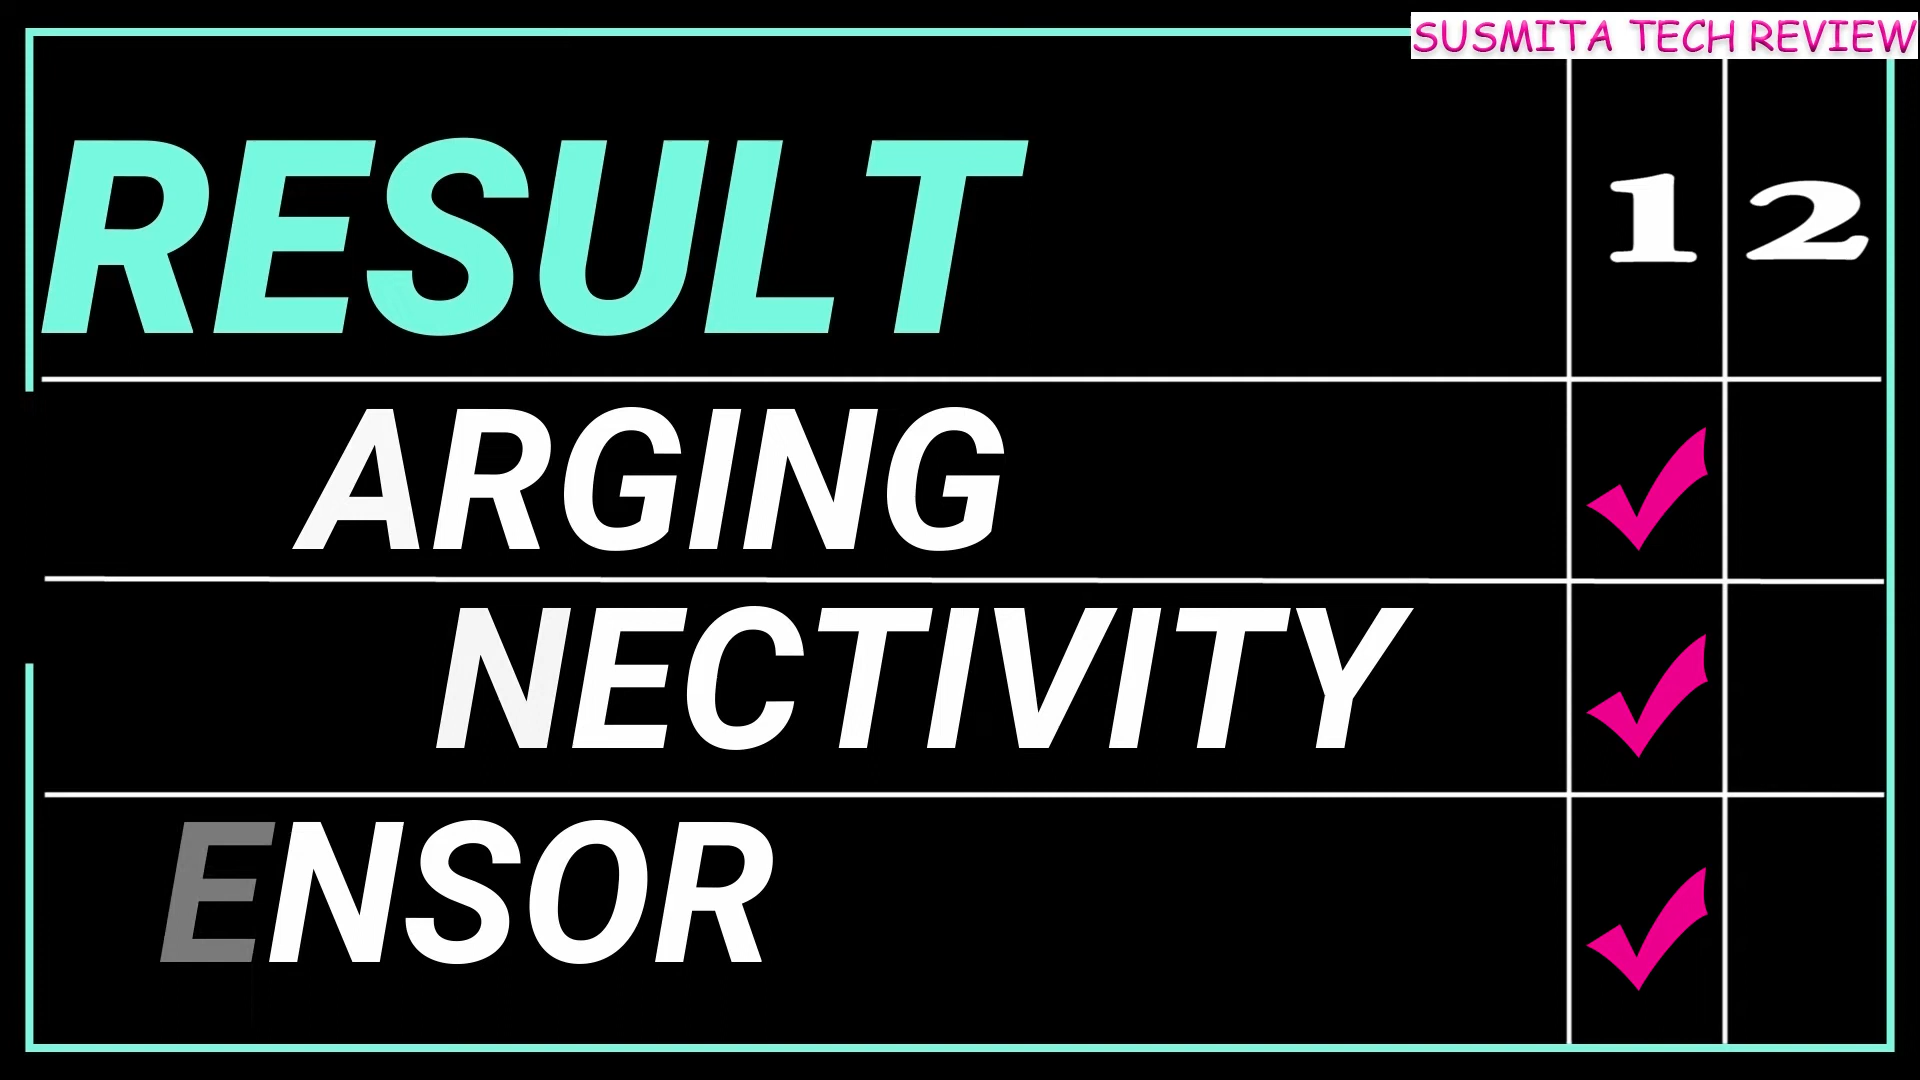 SUSMITA TECH REVIEW
RESULT 1 2
ARGING
NECTIVITY
ENSOR